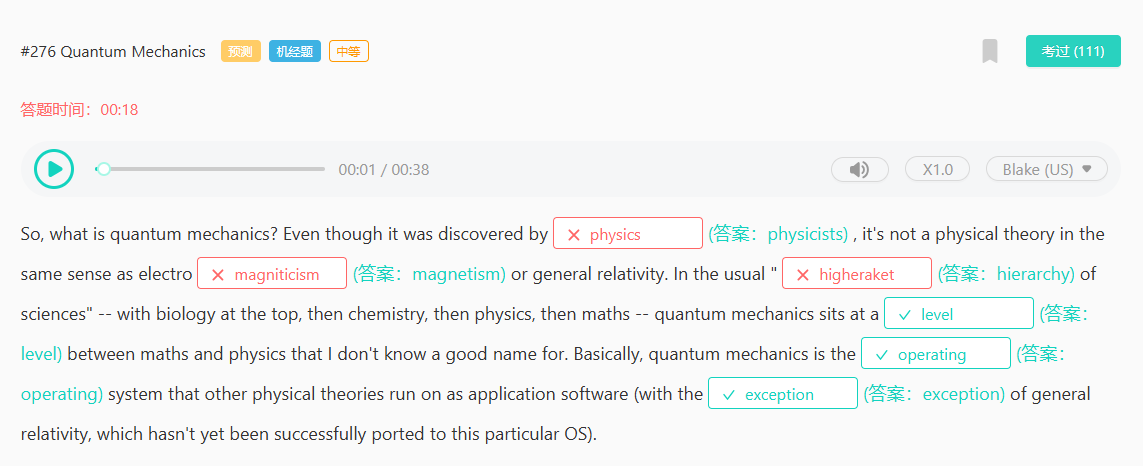 #276 Quantum Mechanics 预测 机经题 中等 考过 (111)
答题时间：00:18
00:01 / 00:38 X1.0 Blake (US)
So, what is quantum mechanics? Even though it was discovered by physics (答案：physicists) , it's not a physical theory in the
same sense as electro magniticism (答案：magnetism) or general relativity. In the usual " higheraket (答案：hierarchy) of
sciences" -- with biology at the top, then chemistry, then physics, then maths -- quantum mechanics sits at a level (答案：
level) between maths and physics that I don't know a good name for. Basically, quantum mechanics is the operating (答案：
operating) system that other physical theories run on as application software (with the exception (答案：exception) of general
relativity, which hasn't yet been successfully ported to this particular OS).